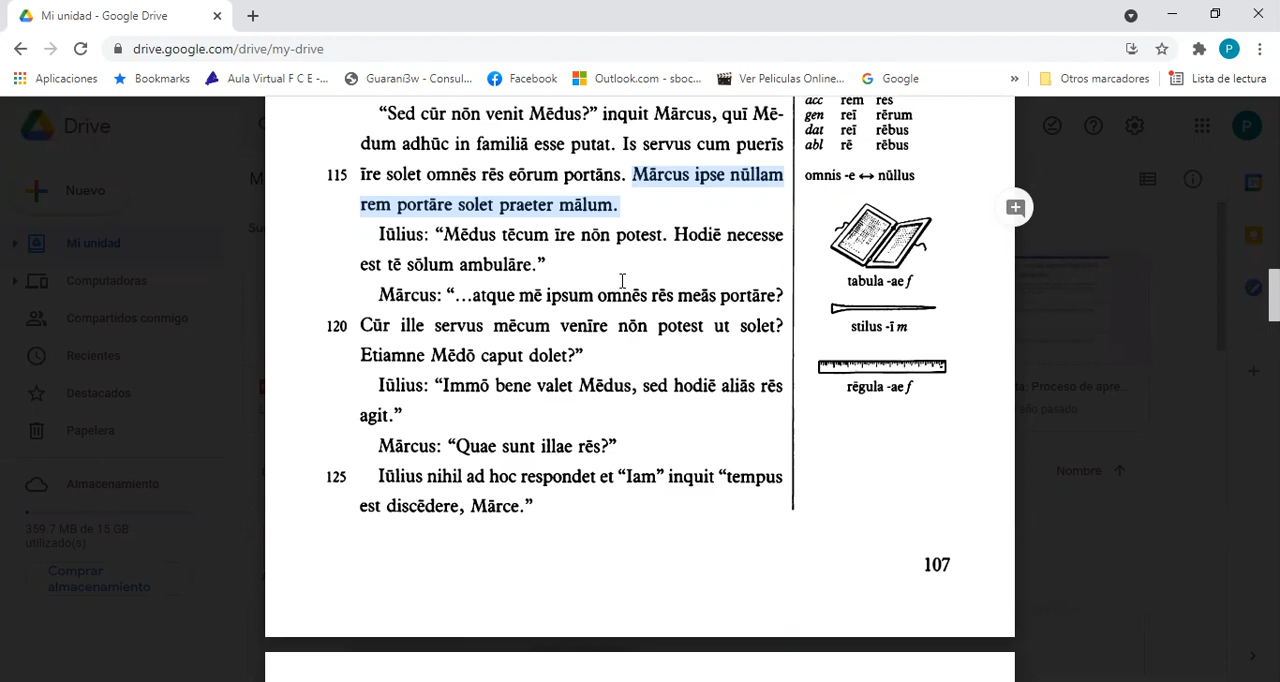 Mi unidad - Google Drive
drive.google.com/drive/my-drive
P
Aplicaciones
Bookmarks
Aula Virtual F C E -...
Guarani3w - Consul...
Facebook
Outlook.com - sboc...
Ver Peliculas Online...
Google
»
Otros marcadores
Lista de lectura
Drive
P
Nuevo
Mi unidad
Computadoras
Compartidos conmigo
Recientes
Destacados
Papelera
Almacenamiento
359.7 MB de 15 GB
utilizado(s)
Comprar
almacenamiento
“Sed cūr nōn venit Mēdus?” inquit Mārcus, quī Mē-
dum adhūc in familiā esse putat. Is servus cum puerīs
115 īre solet omnēs rēs eōrum portāns. Mārcus ipse nūllam
rem portāre solet praeter mālum.
Iūlius: “Mēdus tēcum īre nōn potest. Hodiē necesse
est tē sōlum ambulāre.”
Mārcus: “...atque mē ipsum omnēs rēs meās portāre?
120 Cūr ille servus mēcum venīre nōn potest ut solet?
Etiamne Mēdō caput dolet?”
Iūlius: “Immō bene valet Mēdus, sed hodiē aliās rēs
agit.”
Mārcus: “Quae sunt illae rēs?”
125 Iūlius nihil ad hoc respondet et “Iam” inquit “tempus
est discēdere, Mārce.”
acc rem rēs
gen reī rērum
dat reī rēbus
abl rē rēbus
omnis -e ↔ nūllus
tabula -ae f
stilus -ī m
rēgula -ae f
107
ta: Proceso de apre...
año pasado
Nombre ↑